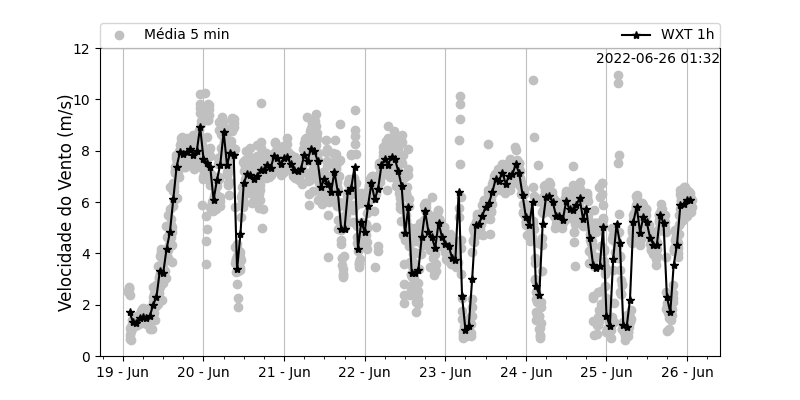 Média 5 min
WXT 1h
2022-06-26 01:32
Velocidade do Vento (m/s)
12
10
8
6
4
2
0
19 - Jun 20 - Jun 21 - Jun 22 - Jun 23 - Jun 24 - Jun 25 - Jun 26 - Jun